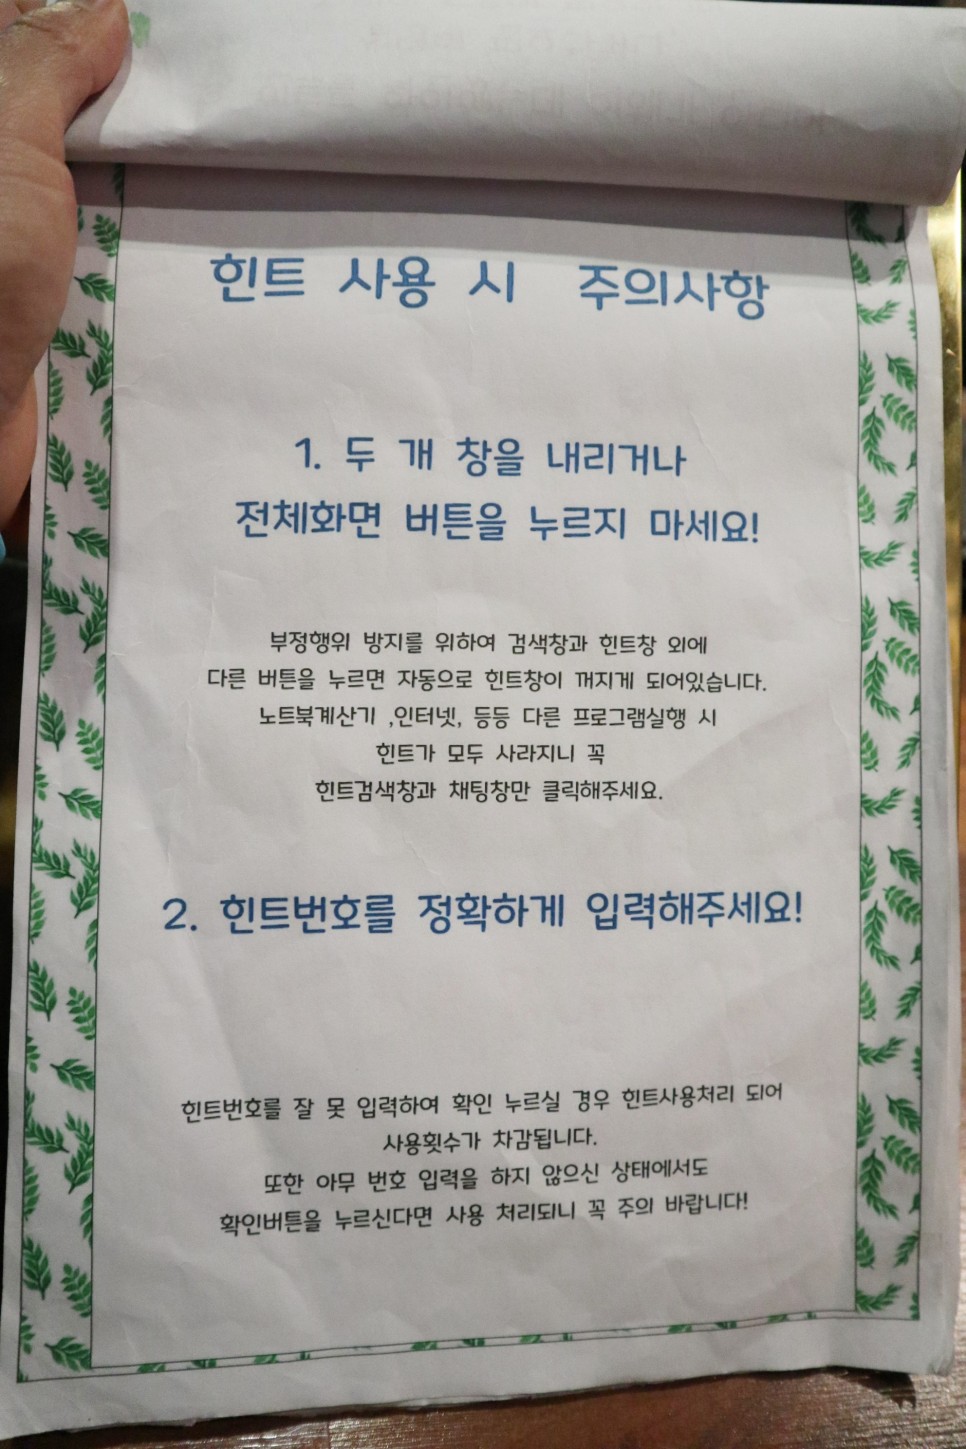 힌트 사용 시 주의사항
1. 두 개 창을 내리거나
전체화면 버튼을 누르지 마세요!
부정행위 방지를 위하여 검색창과 힌트창 외에
다른 버튼을 누르면 자동으로 힌트창이 꺼지게 되어있습니다.
노트북계산기 ,인터넷, 등등 다른 프로그램실행 시
힌트가 모두 사라지니 꼭
힌트검색창과 채팅창만 클릭해주세요.
2. 힌트번호를 정확하게 입력해주세요!
힌트번호를 잘 못 입력하여 확인 누르실 경우 힌트사용처리 되어
사용횟수가 차감됩니다.
또한 아무 번호 입력을 하지 않으신 상태에서도
확인버튼을 누르신다면 사용 처리되니 꼭 주의 바랍니다!